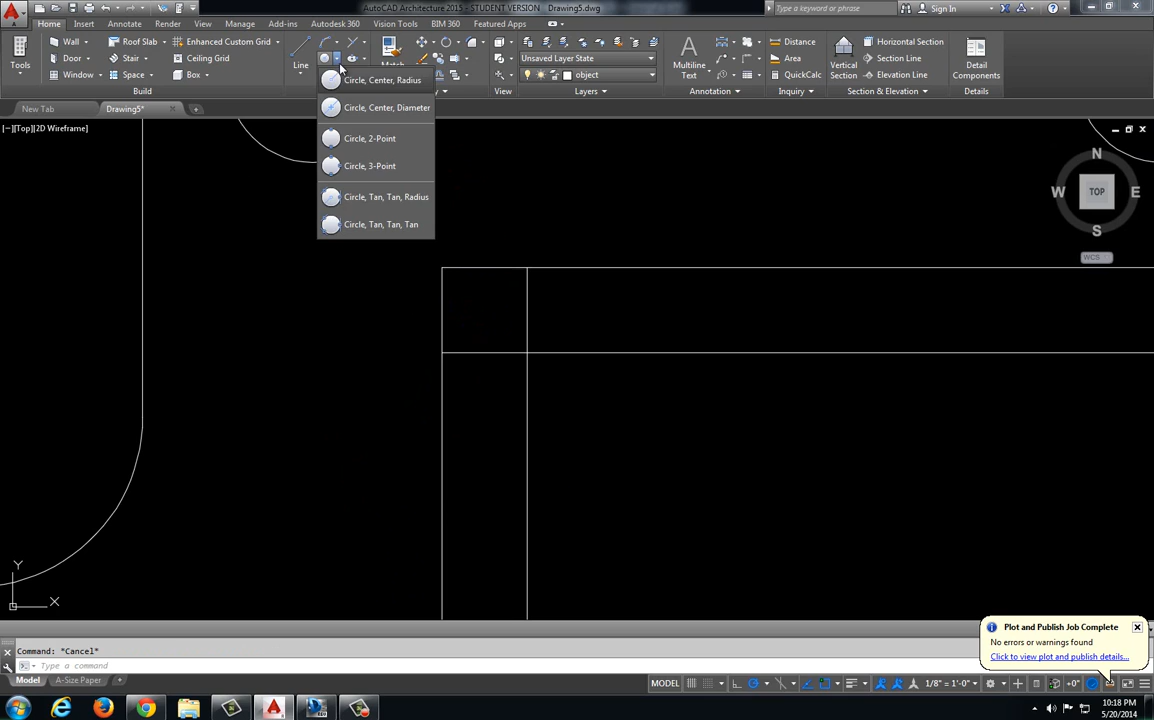 AutoCAD Architecture 2015 - STUDENT VERSION Drawing5.dwg
Type a keyword or phrase
Sign In
Home Insert Annotate Render View Manage Add-ins Autodesk 360 Vision Tools BIM 360 Featured Apps
Tools
Wall
Door
Window
Roof Slab
Stair
Space
Enhanced Custom Grid
Ceiling Grid
Box
Build
Line
Match
View
Unsaved Layer State
object
Layers
Multiline
Text
Annotation
Distance
Area
QuickCalc
Inquiry
Vertical
Section
Horizontal Section
Section Line
Elevation Line
Section & Elevation
Detail
Components
Details
New Tab
Drawing5*
[−][Top][2D Wireframe]
Circle, Center, Radius
Circle, Center, Diameter
Circle, 2-Point
Circle, 3-Point
Circle, Tan, Tan, Radius
Circle, Tan, Tan, Tan
N
W
TOP
E
S
WCS
Y
X
Plot and Publish Job Complete
No errors or warnings found
Click to view plot and publish details...
Command: *Cancel*
Type a command
Model
A-Size Paper
MODEL
1/8" = 1'-0"
+0"
10:18 PM
5/20/2014